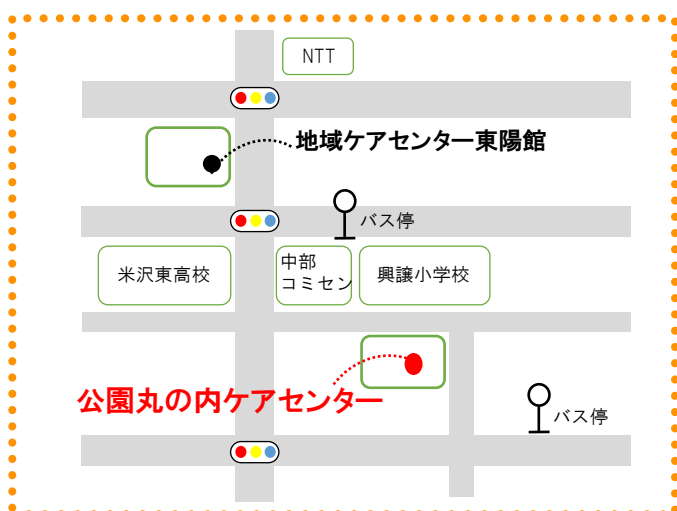 NTT
地域ケアセンター東陽館
バス停
米沢東高校
中部
コミセン
興譲小学校
公園丸の内ケアセンター
バス停